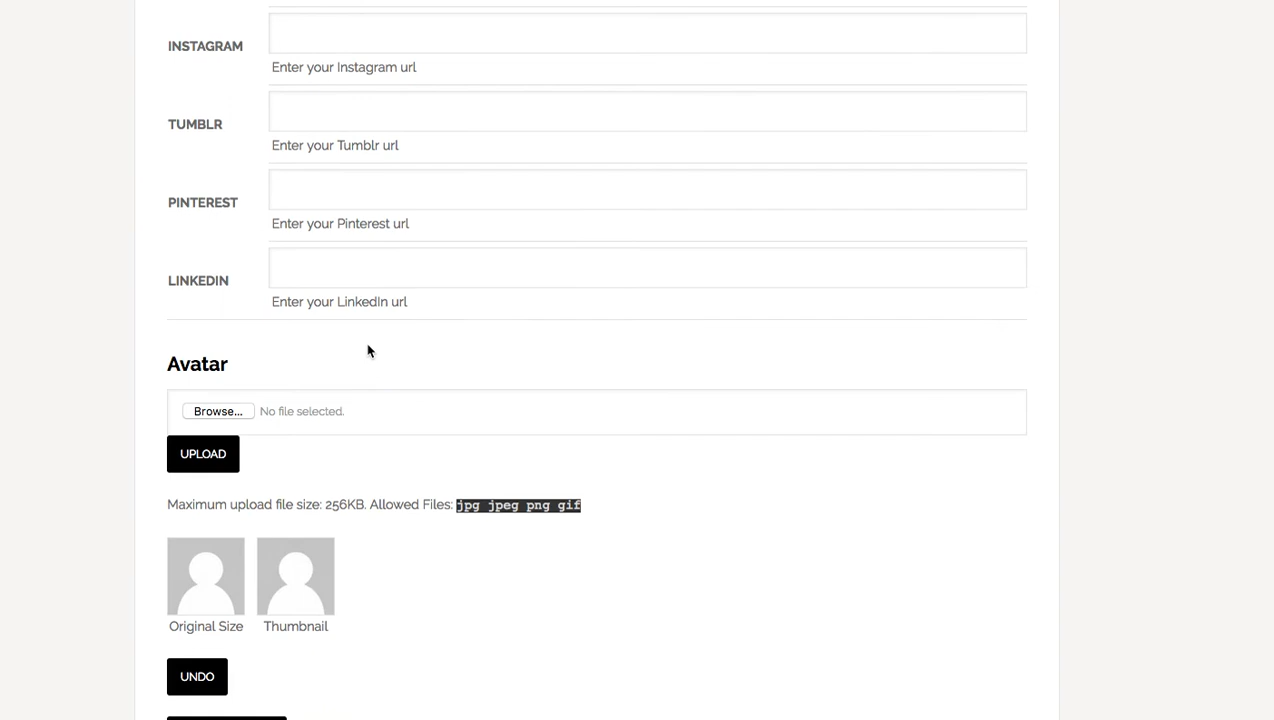 INSTAGRAM
Enter your Instagram url
TUMBLR
Enter your Tumblr url
PINTEREST
Enter your Pinterest url
LINKEDIN
Enter your LinkedIn url
Avatar
Browse... No file selected.
UPLOAD
Maximum upload file size: 256KB. Allowed Files: jpg jpeg png gif
Original Size Thumbnail
UNDO